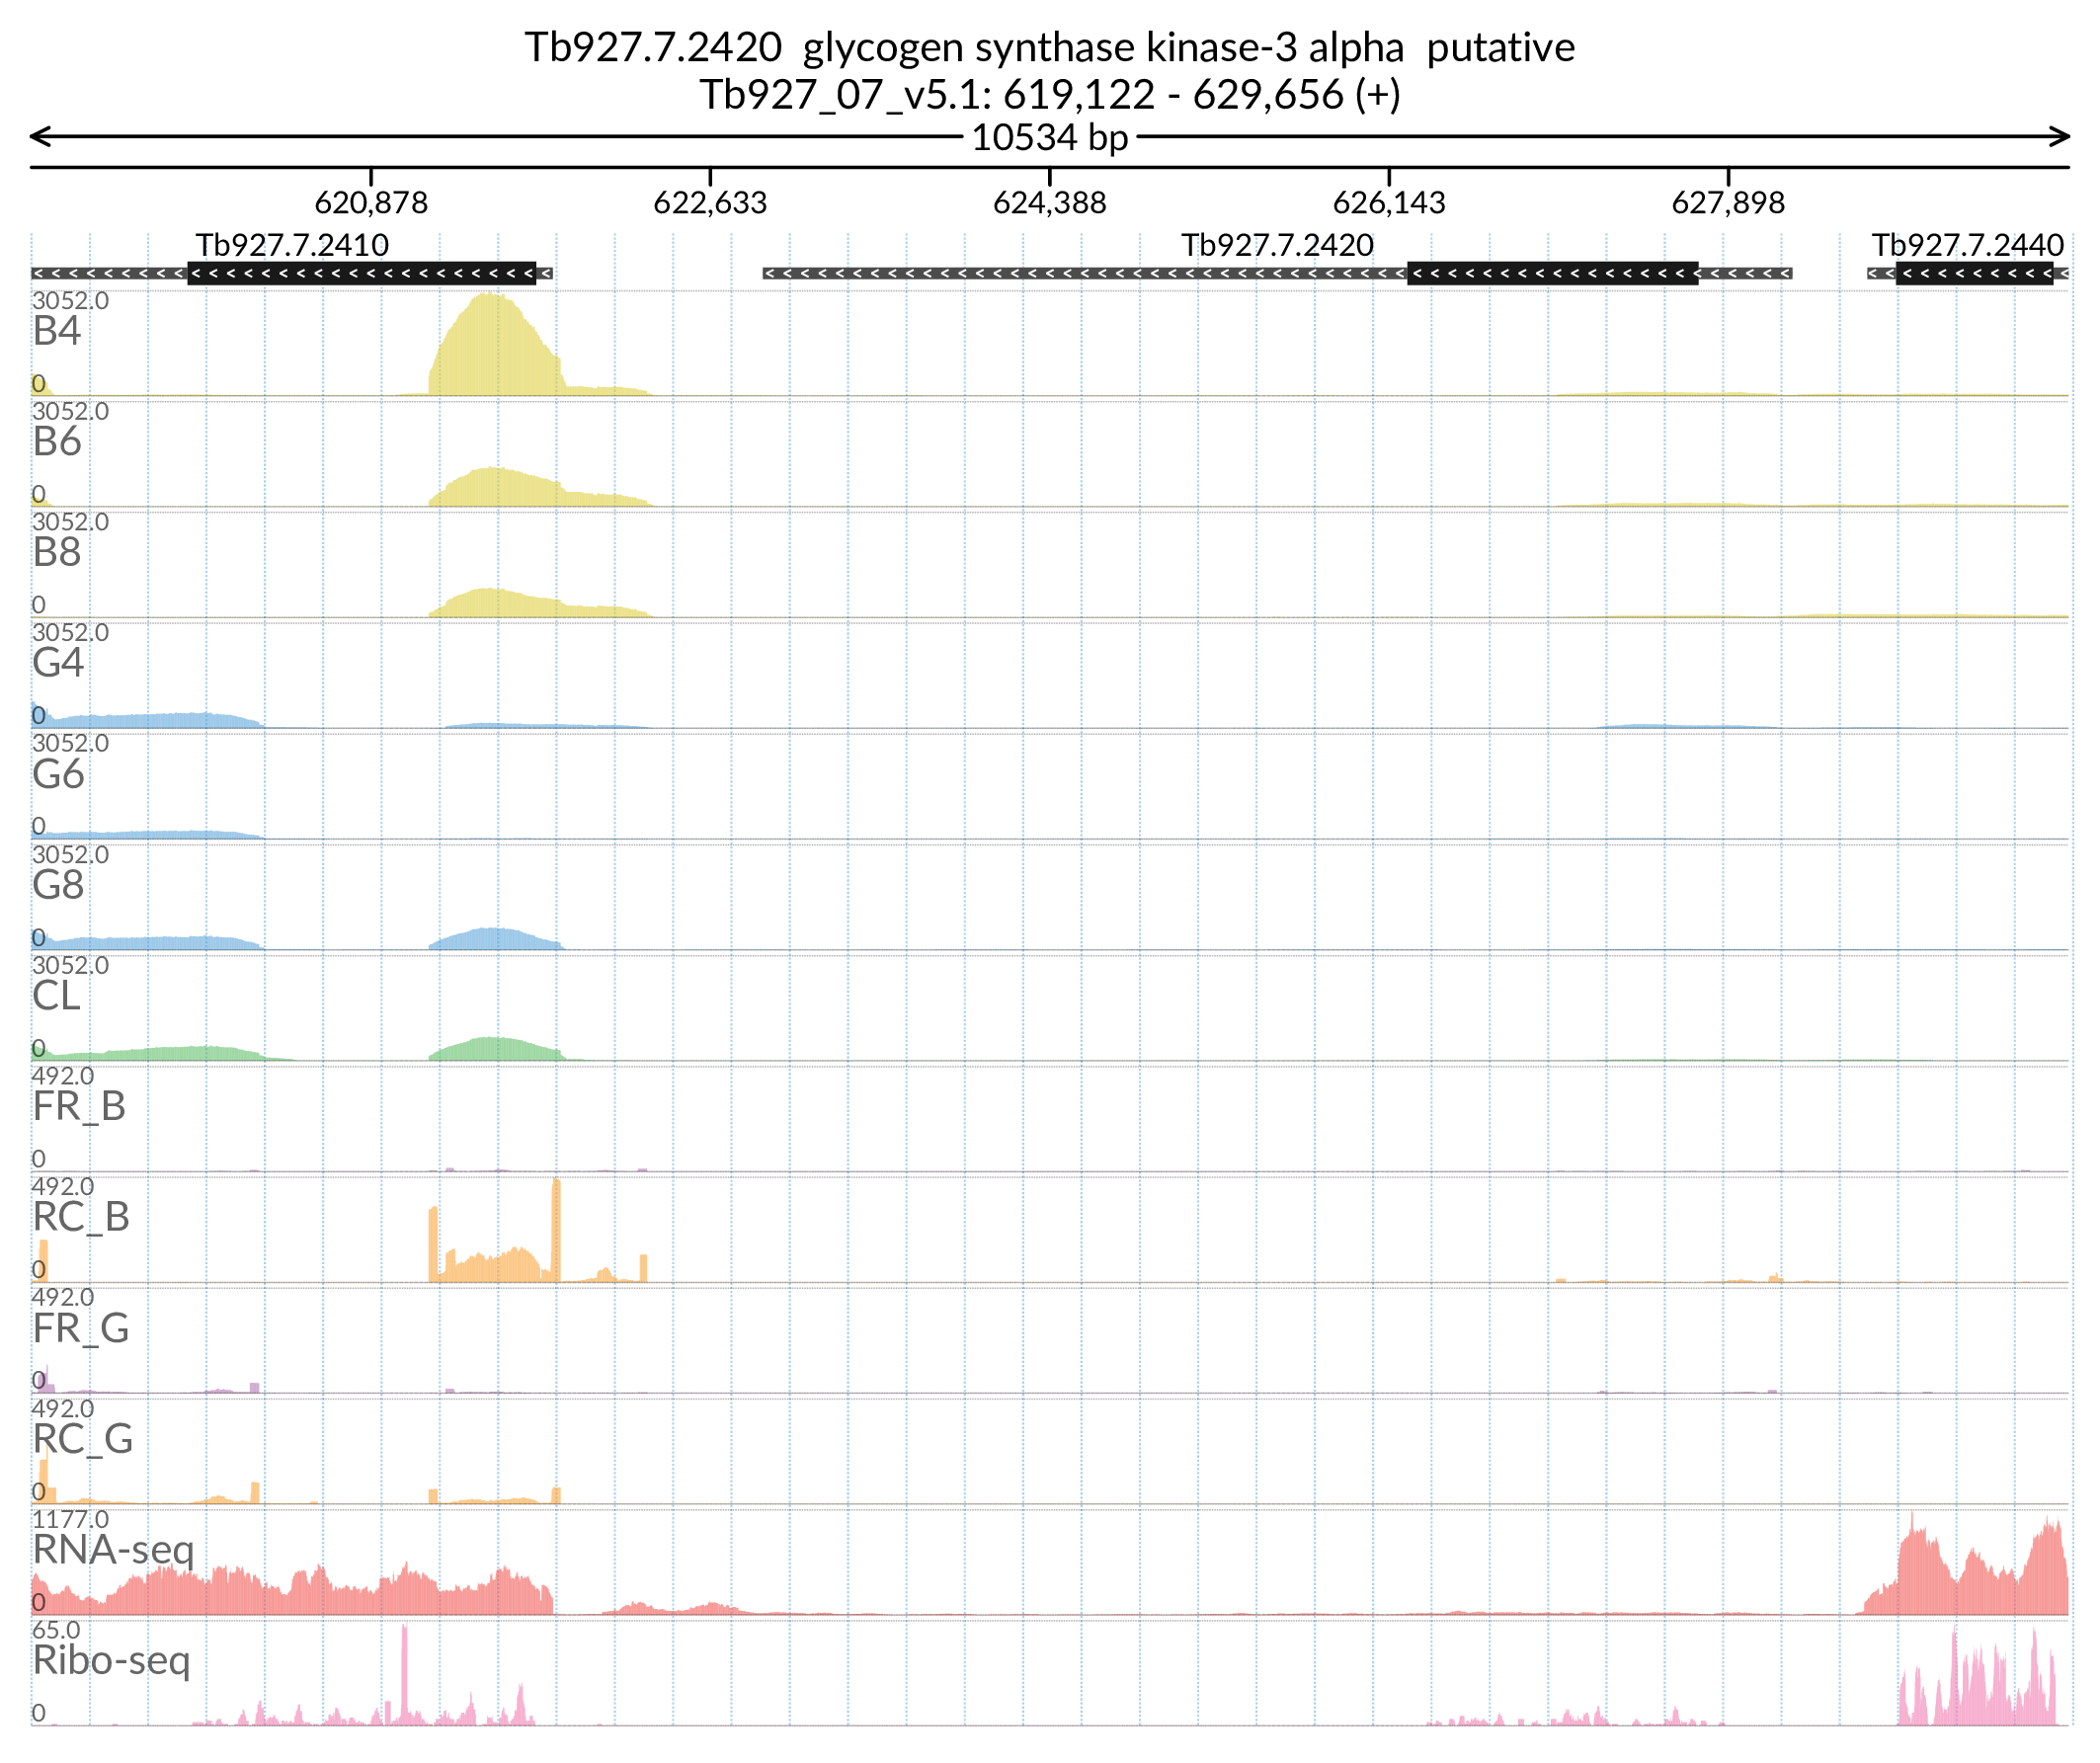 Tb927.7.2420  glycogen synthase kinase-3 alpha  putative
Tb927_07_v5.1: 619,122 - 629,656 (+)
10534 bp
620,878 622,633 624,388 626,143 627,898
Tb927.7.2410 Tb927.7.2420 Tb927.7.2440
3052.0
B4
0
3052.0
B6
0
3052.0
B8
0
3052.0
G4
0
3052.0
G6
0
3052.0
G8
0
3052.0
CL
0
492.0
FR_B
0
492.0
RC_B
0
492.0
FR_G
0
492.0
RC_G
0
1177.0
RNA-seq
0
65.0
Ribo-seq
0